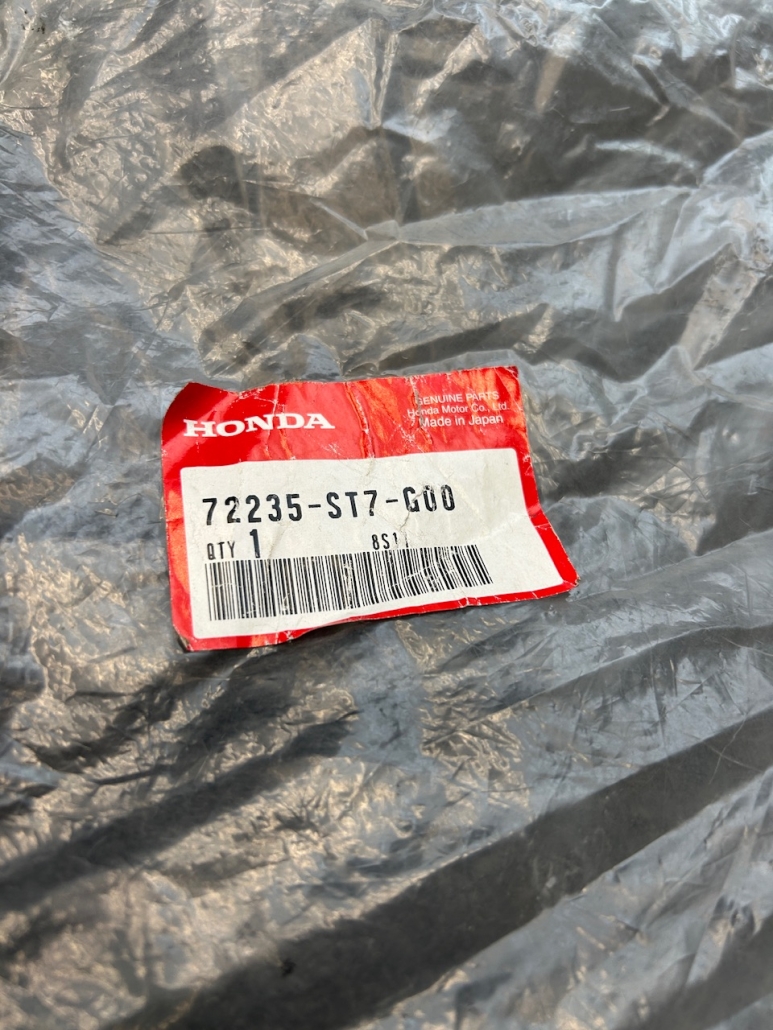 HONDA
GENUINE PARTS
Honda Motor Co., Ltd.
Made in Japan
72235-ST7-G00
QTY 1